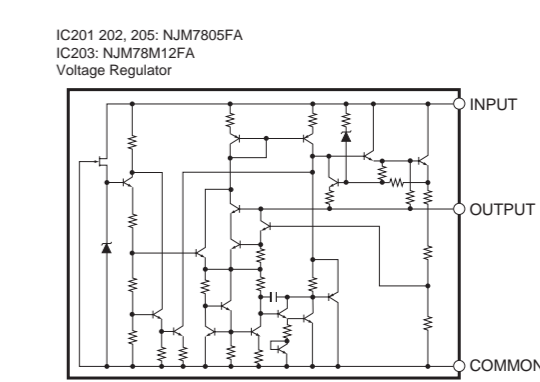 IC201 202, 205: NJM7805FA
IC203: NJM78M12FA
Voltage Regulator
INPUT
OUTPUT
COMMON